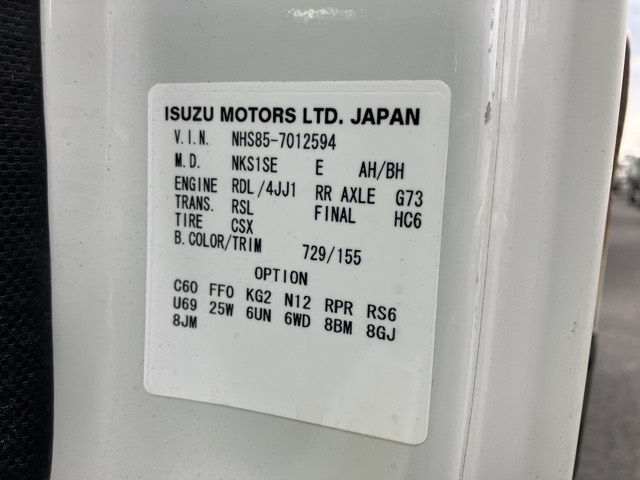 ISUZU MOTORS LTD. JAPAN
V.I.N. NHS85-7012594
M.D. NKS1SE E AH/BH
ENGINE RDL/4JJ1 RR AXLE G73
TRANS. RSL FINAL HC6
TIRE CSX
B.COLOR/TRIM 729/155
OPTION
C60 FF0 KG2 N12 RPR RS6
U69 25W 6UN 6WD 8BM 8GJ
8JM